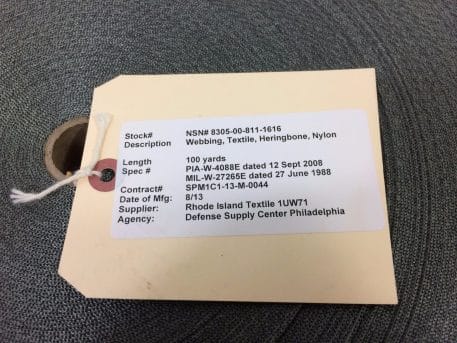 Stock# NSN# 8305-00-811-1616
Description Webbing, Textile, Heringbone, Nylon
Length 100 yards
Spec # PIA-W-4088E dated 12 Sept 2008
MIL-W-27265E dated 27 June 1988
Contract# SPM1C1-13-M-0044
Date of Mfg: 8/13
Supplier: Rhode Island Textile 1UW71
Agency: Defense Supply Center Philadelphia